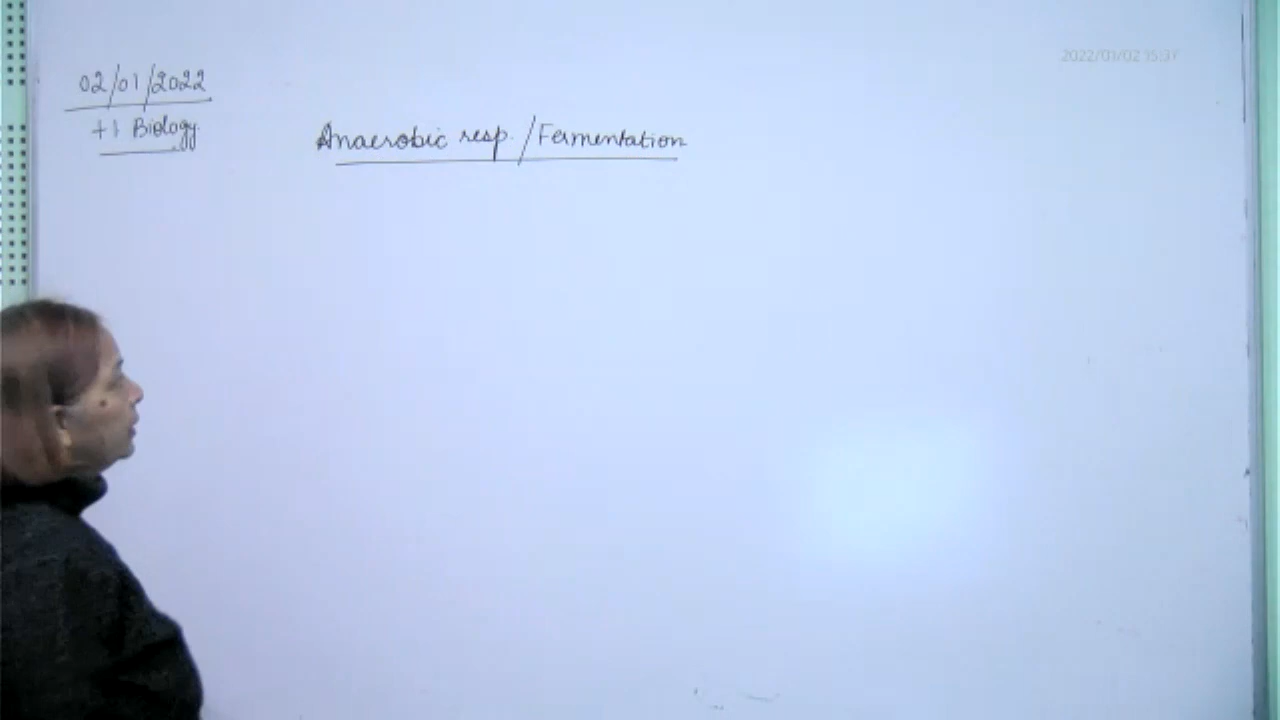 2022/01/02 15:37
02/01/2022
+1 Biology
Anaerobic resp. /Fermentation